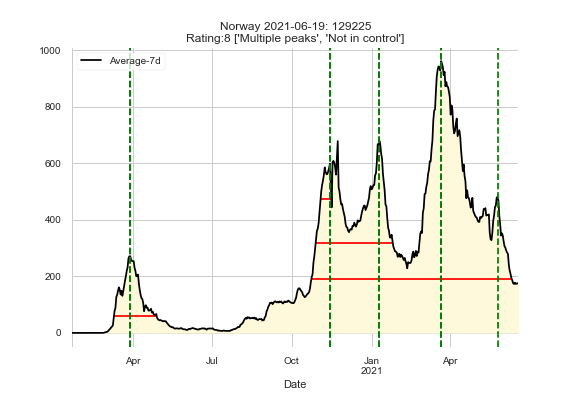 Norway 2021-06-19: 129225
Rating:8 ['Multiple peaks', 'Not in control']
Average-7d
1000
800
600
400
200
0
Apr
Jul
Oct
Jan
2021
Apr
Date